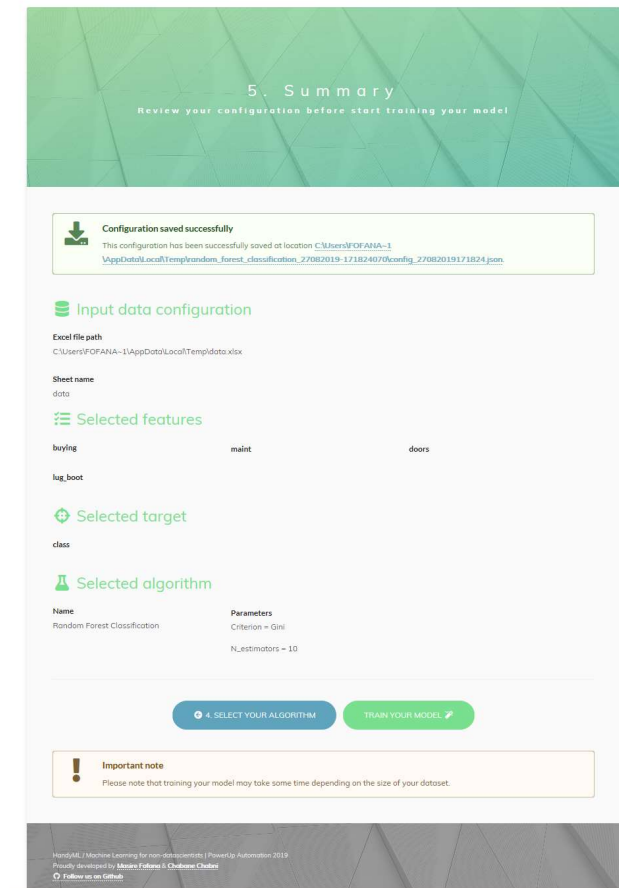 5. Summary
Review your configuration before start training your model
Configuration saved successfully
This configuration has been successfully saved at location C:\Users\FOFANA~1
\AppData\Local\Temp\random_forest_classification_27082019-171824070\config_27082019171824.json.
Input data configuration
Excel file path
C:\Users\FOFANA~1\AppData\Local\Temp\data.xlsx
Sheet name
data
Selected features
buying maint doors
lug_boot
Selected target
class
Selected algorithm
Name Parameters
Random Forest Classification Criterion = Gini
N_estimators = 10
4. SELECT YOUR ALGORITHM TRAIN YOUR MODEL
Important note
Please note that training your model may take some time depending on the size of your dataset.
HandyML / Machine Learning for non-datascientists | PowerUp Automation 2019
Proudly developed by Masire Fofana & Chabane Chabni
Follow us on Github